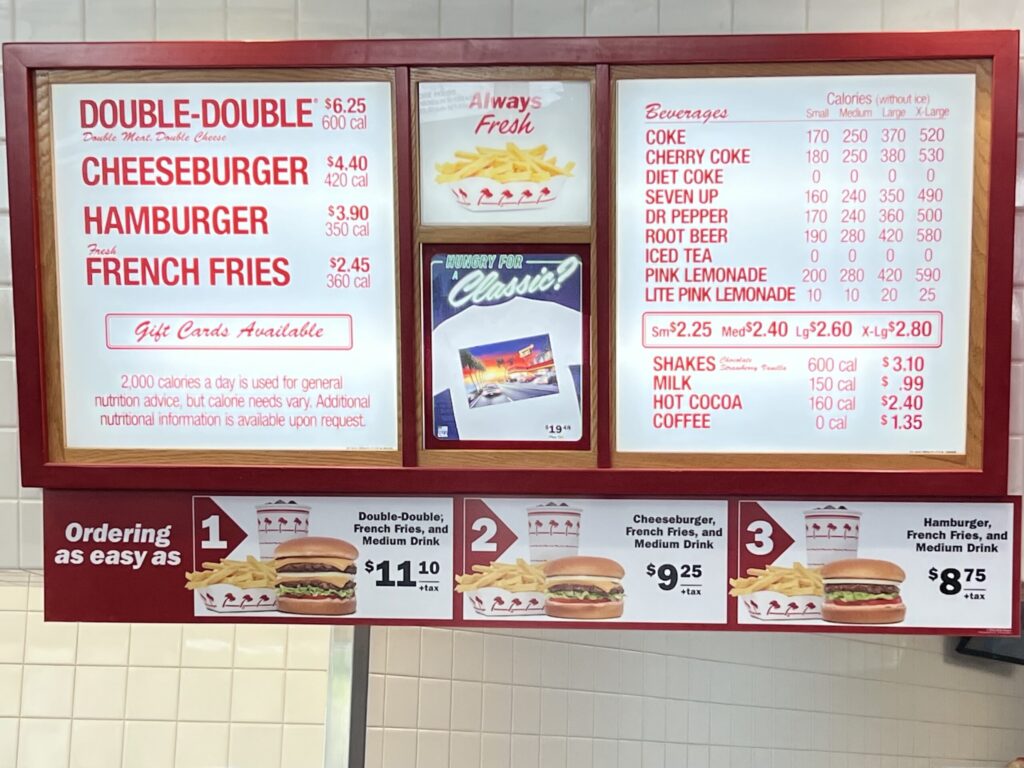 DOUBLE-DOUBLE® $6.25
Double Meat, Double Cheese 600 cal
CHEESEBURGER $4.40
420 cal
HAMBURGER $3.90
350 cal
Fresh
FRENCH FRIES $2.45
360 cal
Gift Cards Available
2,000 calories a day is used for general
nutrition advice, but calorie needs vary. Additional
nutritional information is available upon request.
Always
Fresh
HUNGRY FOR
A
Classic?
$19
Beverages Calories (without ice)
Small Medium Large X-Large
COKE 170 250 370 520
CHERRY COKE 180 250 380 530
DIET COKE 0 0 0 0
SEVEN UP 160 240 350 490
DR PEPPER 170 240 360 500
ROOT BEER 190 280 420 580
ICED TEA 0 0 0 0
PINK LEMONADE 200 280 420 590
LITE PINK LEMONADE 10 10 20 25
Sm$2.25 Med$2.40 Lg$2.60 X-Lg$2.80
SHAKES Chocolate Strawberry Vanilla 600 cal $3.10
MILK 150 cal $ .99
HOT COCOA 160 cal $2.40
COFFEE 0 cal $1.35
Ordering
as easy as
1
Double-Double,
French Fries, and
Medium Drink
$11.10
+tax
2
Cheeseburger,
French Fries, and
Medium Drink
$9.25
+tax
3
Hamburger,
French Fries, and
Medium Drink
$8.75
+tax